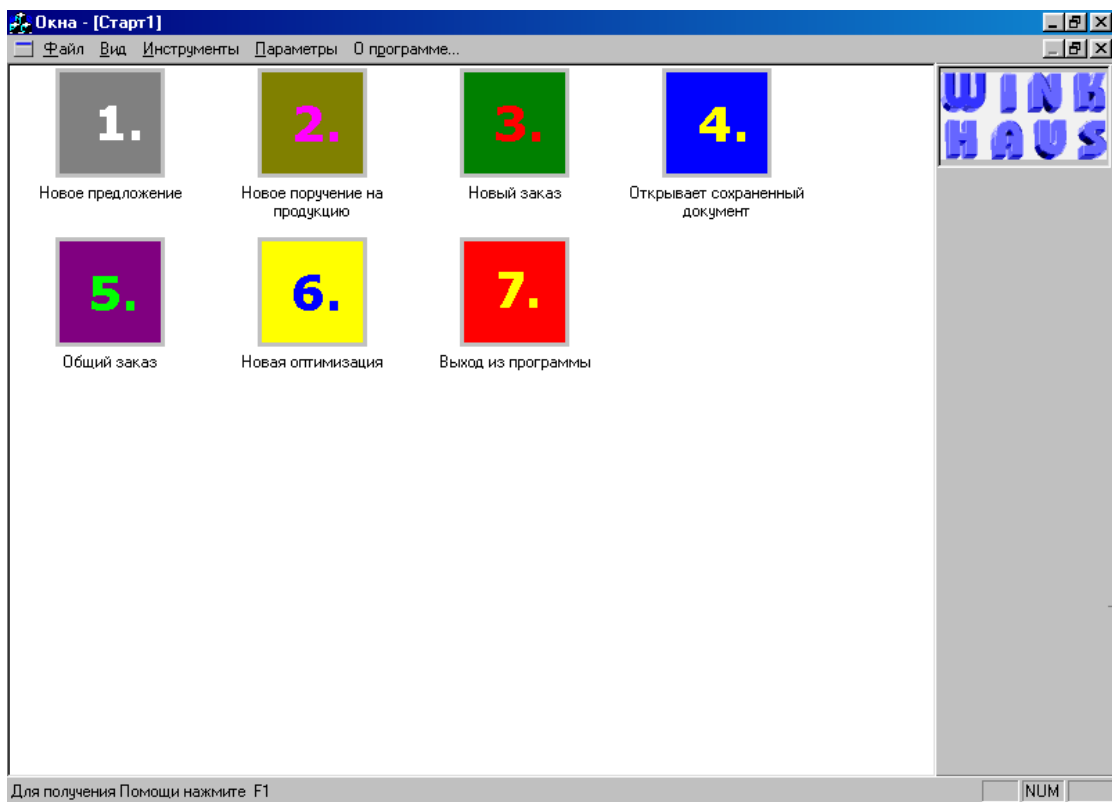 Окна - [Старт1]
Файл Вид Инструменты Параметры О программе...
WINK
HAUS
1. 2. 3. 4.
Новое предложение Новое поручение на продукцию Новый заказ Открывает сохраненный документ
5. 6. 7.
Общий заказ Новая оптимизация Выход из программы
Для получения Помощи нажмите F1 NUM